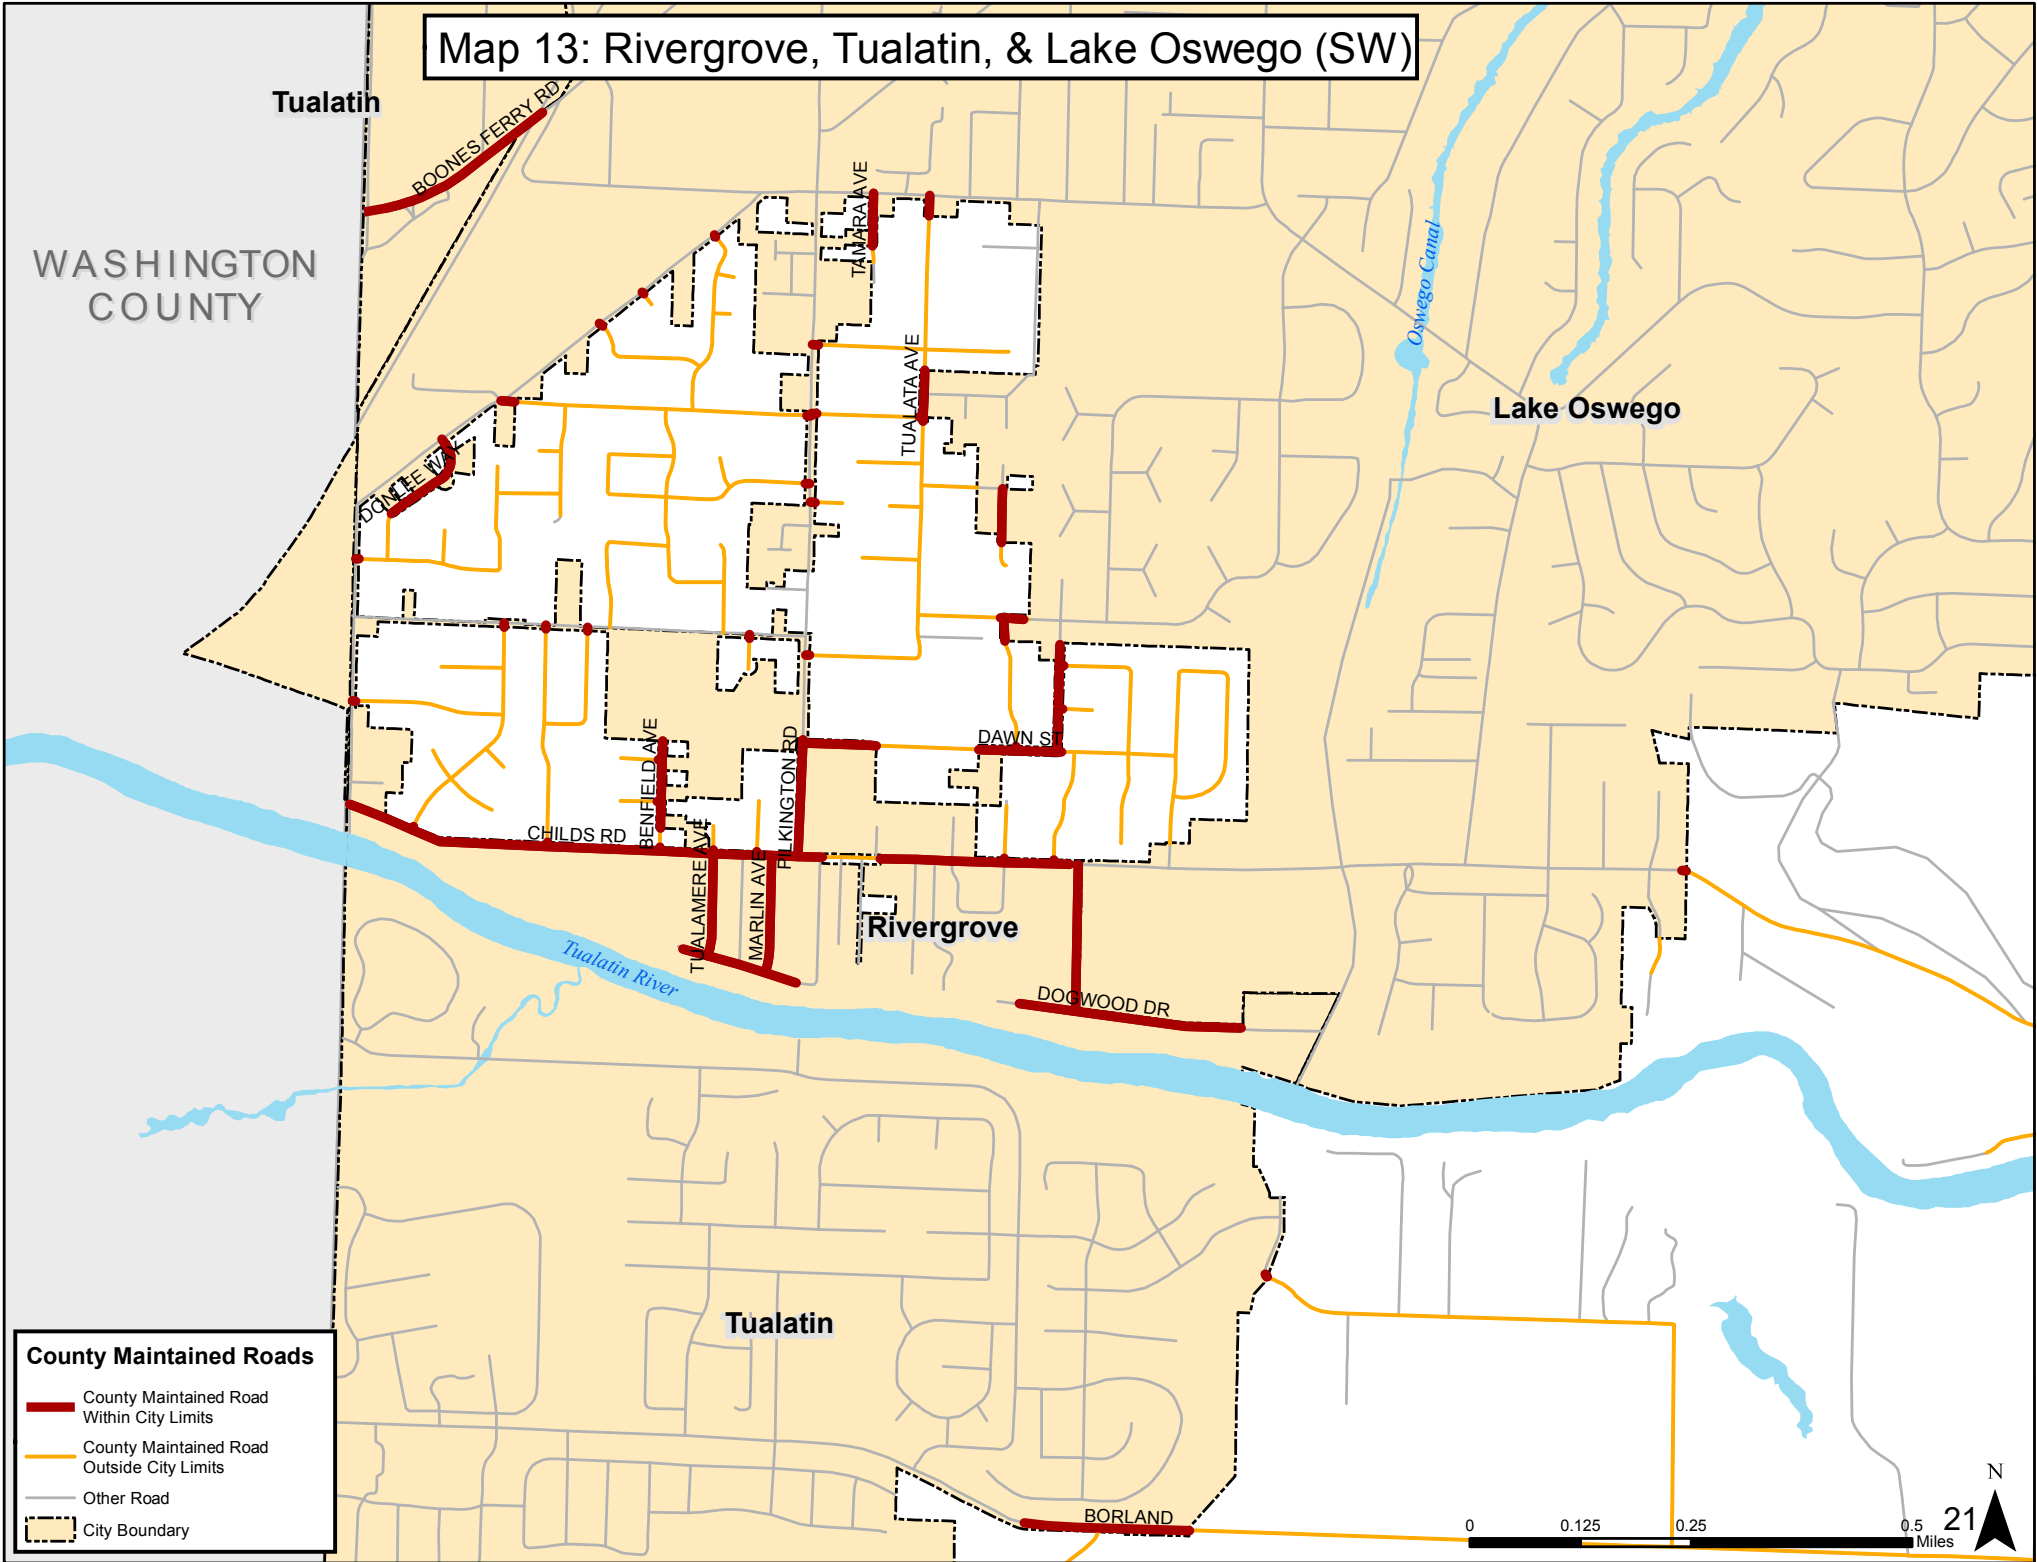 Map 13: Rivergrove, Tualatin, & Lake Oswego (SW)
Tualatin
BOONES FERRY RD
WASHINGTON
COUNTY
TAMARA AVE
Oswego Canal
TUALATA AVE
Lake Oswego
DONLEE WAY
BENFIELD AVE
PILKINGTON RD
DAWN ST
CHILDS RD
TUALAMERE AVE
MARLIN AVE
Rivergrove
Tualatin River
DOGWOOD DR
Tualatin
BORLAND
County Maintained Roads
County Maintained Road
Within City Limits
County Maintained Road
Outside City Limits
Other Road
City Boundary
N
0 0.125 0.25 0.5
Miles
21